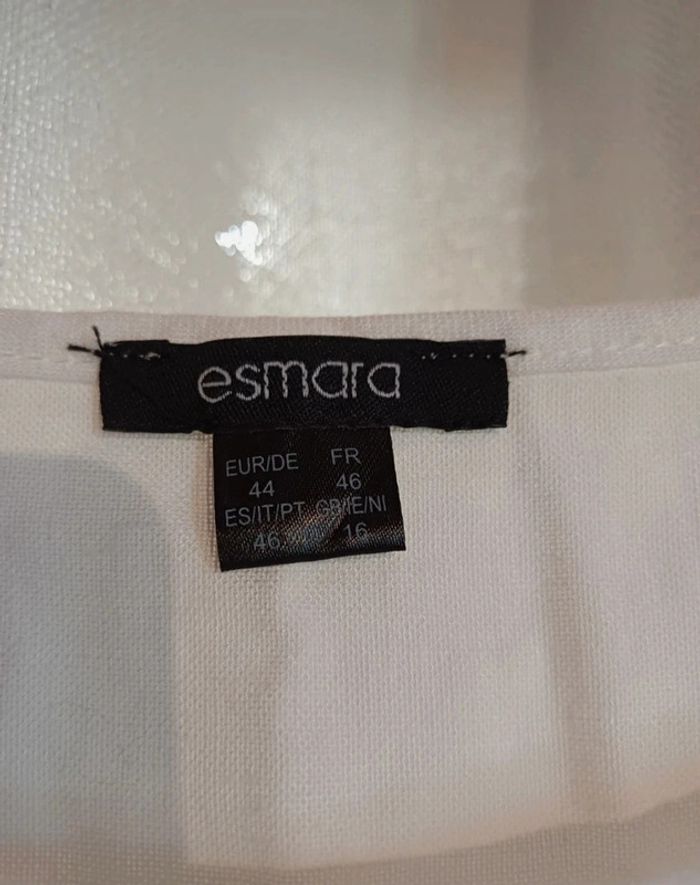 esmara
EUR/DE FR
44 46
ES/IT/PT GB/IE/NI
46 16